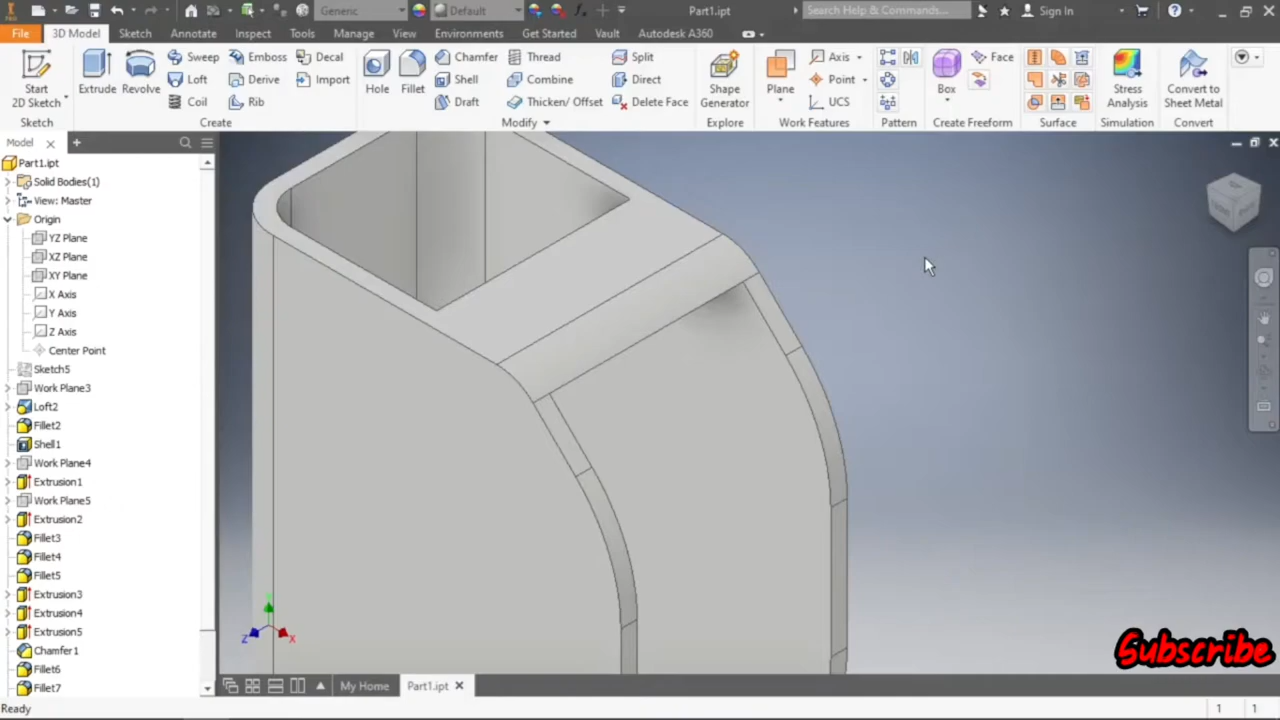 Generic
Default
Part1.ipt
Search Help & Commands...
Sign In
File
3D Model
Sketch
Annotate
Inspect
Tools
Manage
View
Environments
Get Started
Vault
Autodesk A360
Start
2D Sketch
Extrude
Revolve
Sweep
Loft
Coil
Emboss
Derive
Rib
Decal
Import
Hole
Fillet
Chamfer
Shell
Draft
Thread
Combine
Thicken/ Offset
Split
Direct
Delete Face
Shape
Generator
Plane
Axis
Point
UCS
Box
Face
Stress
Analysis
Convert to
Sheet Metal
Sketch
Create
Modify
Explore
Work Features
Pattern
Create Freeform
Surface
Simulation
Convert
Model
Part1.ipt
Solid Bodies(1)
View: Master
Origin
YZ Plane
XZ Plane
XY Plane
X Axis
Y Axis
Z Axis
Center Point
Sketch5
Work Plane3
Loft2
Fillet2
Shell1
Work Plane4
Extrusion1
Work Plane5
Extrusion2
Fillet3
Fillet4
Fillet5
Extrusion3
Extrusion4
Extrusion5
Chamfer1
Fillet6
Fillet7
Y
Z
X
Subscribe
My Home
Part1.ipt
Ready
1
1